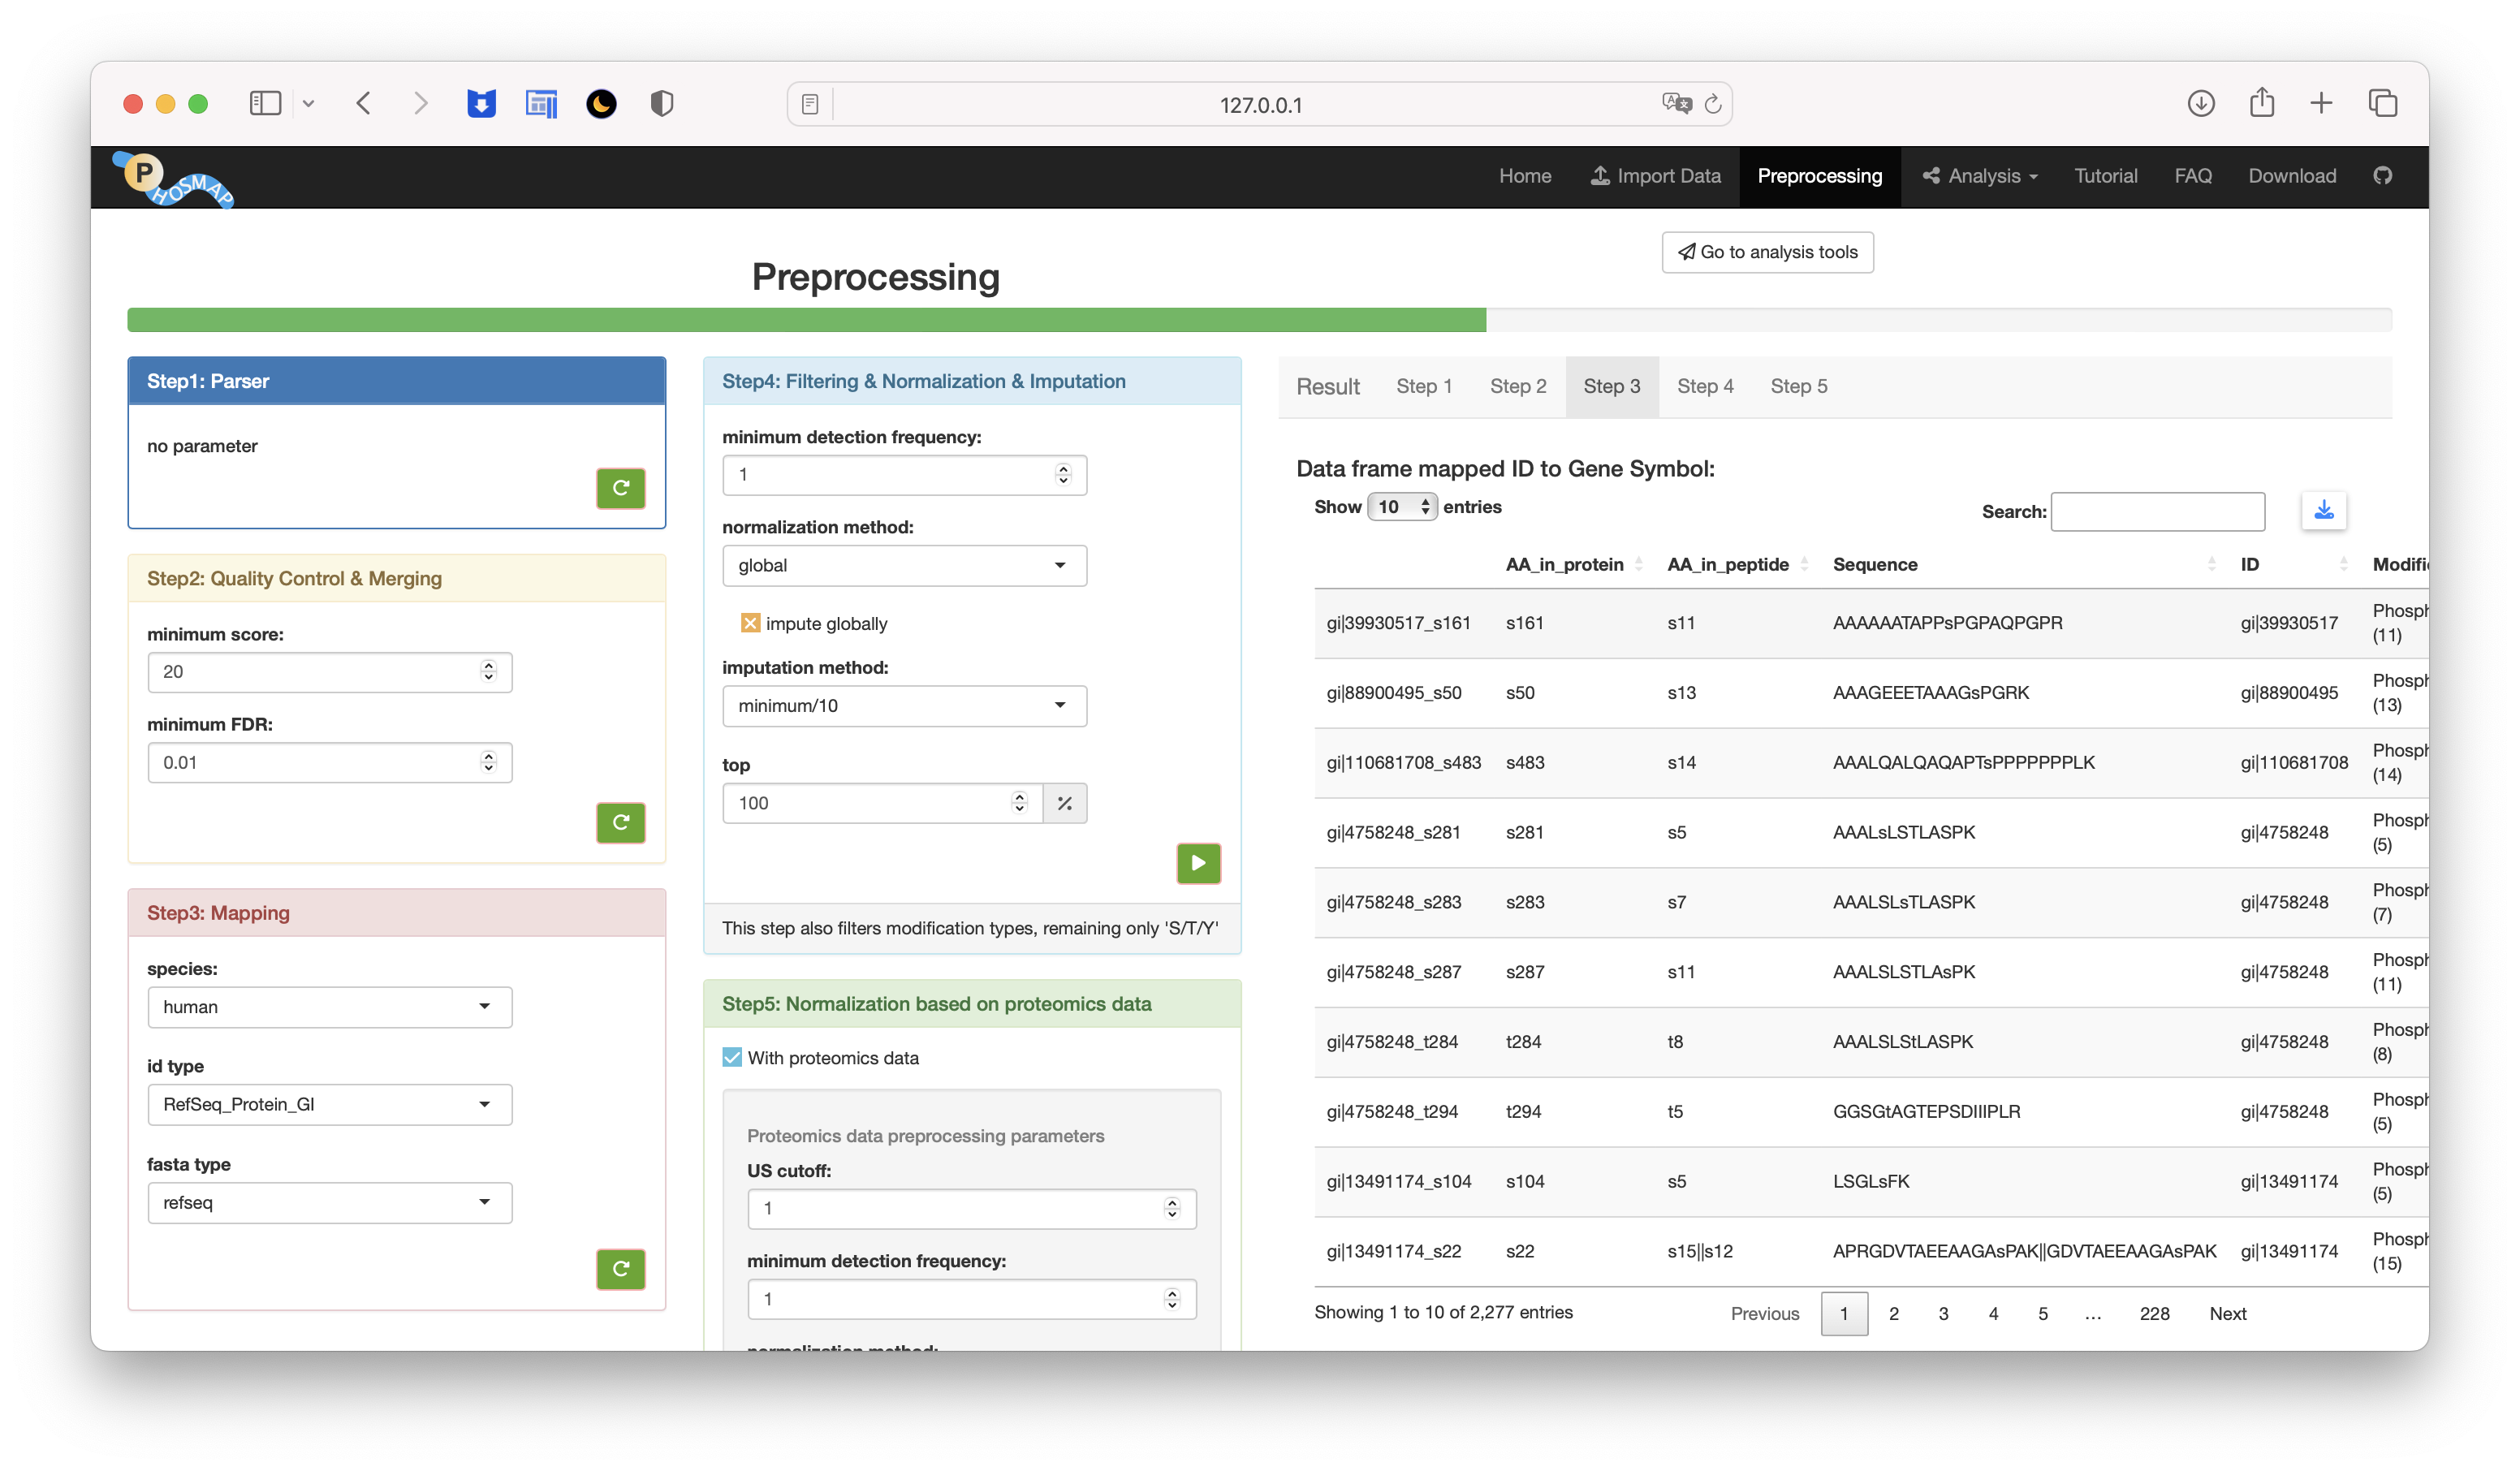 127.0.0.1
PHOSMAP
Home
Import Data
Preprocessing
Analysis
Tutorial
FAQ
Download
Go to analysis tools
Preprocessing
Step1: Parser
no parameter
Step2: Quality Control & Merging
minimum score:
20
minimum FDR:
0.01
Step3: Mapping
species:
human
id type
RefSeq_Protein_GI
fasta type
refseq
Step4: Filtering & Normalization & Imputation
minimum detection frequency:
1
normalization method:
global
impute globally
imputation method:
minimum/10
top
100 %
This step also filters modification types, remaining only 'S/T/Y'
Step5: Normalization based on proteomics data
With proteomics data
Proteomics data preprocessing parameters
US cutoff:
1
minimum detection frequency:
1
normalization method:
Result Step 1 Step 2 Step 3 Step 4 Step 5
Data frame mapped ID to Gene Symbol:
Show 10 entries
Search:
AA_in_protein AA_in_peptide Sequence ID Modifi
gi|39930517_s161 s161 s11 AAAAAATAPPsPGPAQPGPR gi|39930517 Phosph
(11)
gi|88900495_s50 s50 s13 AAAGEEETAAAGsPGRK gi|88900495 Phosph
(13)
gi|110681708_s483 s483 s14 AAALQALQAQAPTsPPPPPPPLK gi|110681708 Phosph
(14)
gi|4758248_s281 s281 s5 AAALsLSTLASPK gi|4758248 Phosph
(5)
gi|4758248_s283 s283 s7 AAALSLsTLASPK gi|4758248 Phosph
(7)
gi|4758248_s287 s287 s11 AAALSLSTLAsPK gi|4758248 Phosph
(11)
gi|4758248_t284 t284 t8 AAALSLStLASPK gi|4758248 Phosph
(8)
gi|4758248_t294 t294 t5 GGSGtAGTEPSDIIIPLR gi|4758248 Phosph
(5)
gi|13491174_s104 s104 s5 LSGLsFK gi|13491174 Phosph
(5)
gi|13491174_s22 s22 s15||s12 APRGDVTAEEAAGAsPAK||GDVTAEEAAGAsPAK gi|13491174 Phosph
(15)
Showing 1 to 10 of 2,277 entries
Previous 1 2 3 4 5 … 228 Next